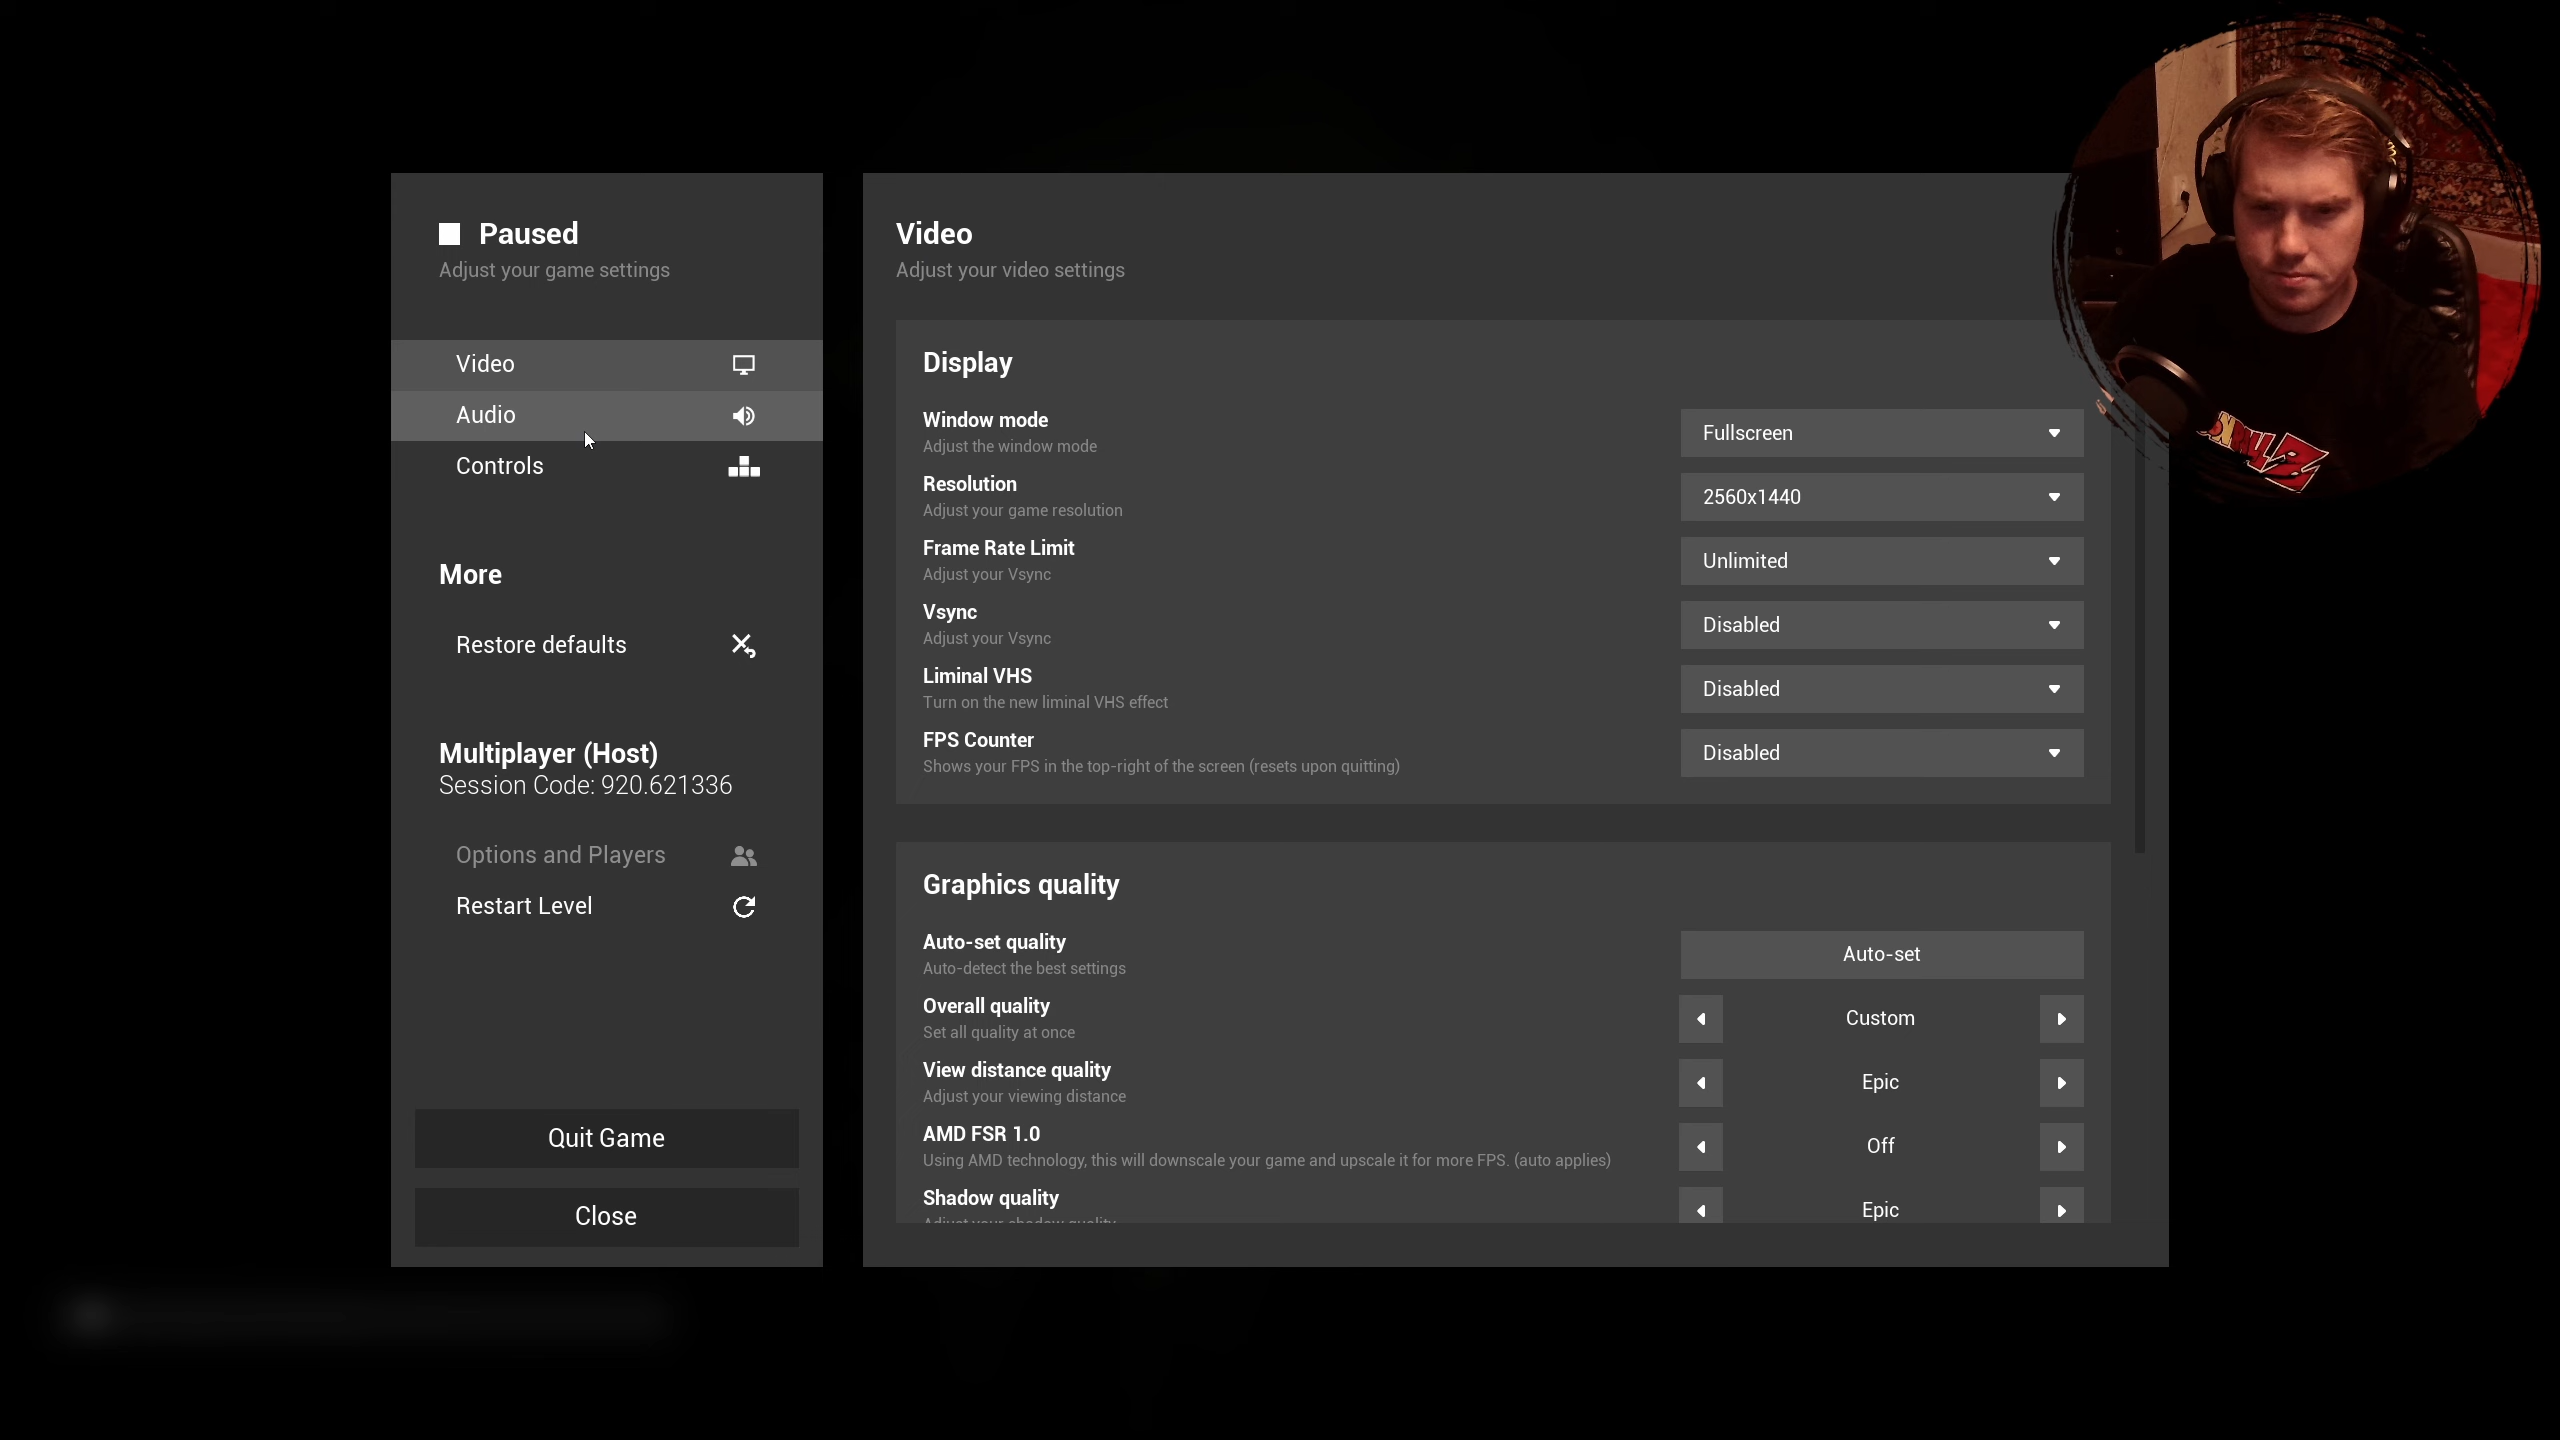 Paused
Adjust your game settings
Video
Audio
Controls
More
Restore defaults
Multiplayer (Host)
Session Code: 920.621336
Options and Players
Restart Level
Quit Game
Close
Video
Adjust your video settings
Display
Window mode
Adjust the window mode
Fullscreen
Resolution
Adjust your game resolution
2560x1440
Frame Rate Limit
Adjust your Vsync
Unlimited
Vsync
Adjust your Vsync
Disabled
Liminal VHS
Turn on the new liminal VHS effect
Disabled
FPS Counter
Shows your FPS in the top-right of the screen (resets upon quitting)
Disabled
Graphics quality
Auto-set quality
Auto-detect the best settings
Auto-set
Overall quality
Set all quality at once
Custom
View distance quality
Adjust your viewing distance
Epic
AMD FSR 1.0
Using AMD technology, this will downscale your game and upscale it for more FPS. (auto applies)
Off
Shadow quality
Adjust your shadow quality
Epic